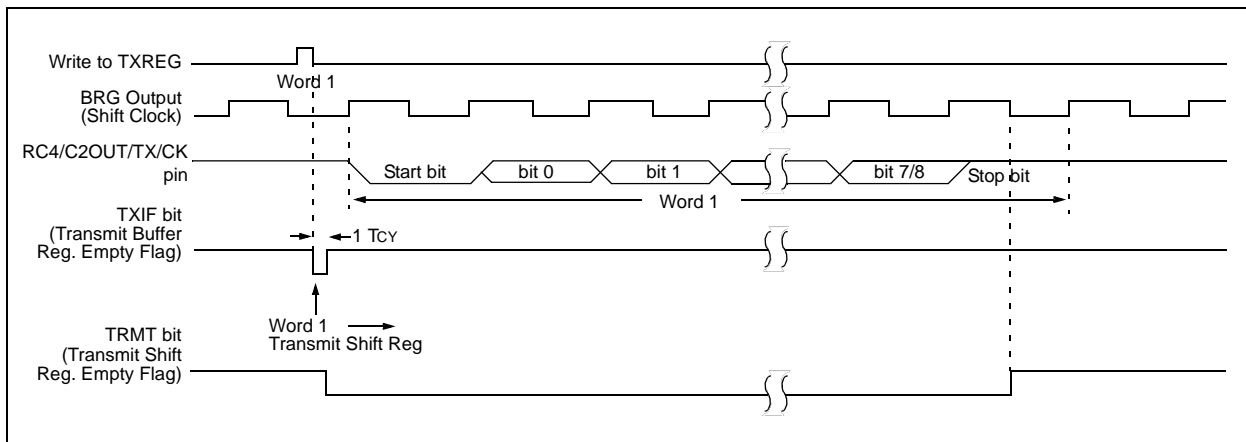 Write to TXREG
Word 1
BRG Output
(Shift Clock)
RC4/C2OUT/TX/CK
pin
Start bit
bit 0
bit 1
bit 7/8
Stop bit
Word 1
TXIF bit
(Transmit Buffer
Reg. Empty Flag)
1 TCY
Word 1
Transmit Shift Reg
TRMT bit
(Transmit Shift
Reg. Empty Flag)